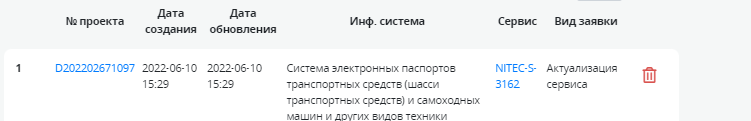 № проекта Дата создания Дата обновления Инф. система Сервис Вид заявки
1 D202202671097 2022-06-10 2022-06-10 Система электронных паспортов NITEC-S- Актуализация
15:29 15:29 транспортных средств (шасси 3162 сервиса
транспортных средств) и самоходных
машин и других видов техники